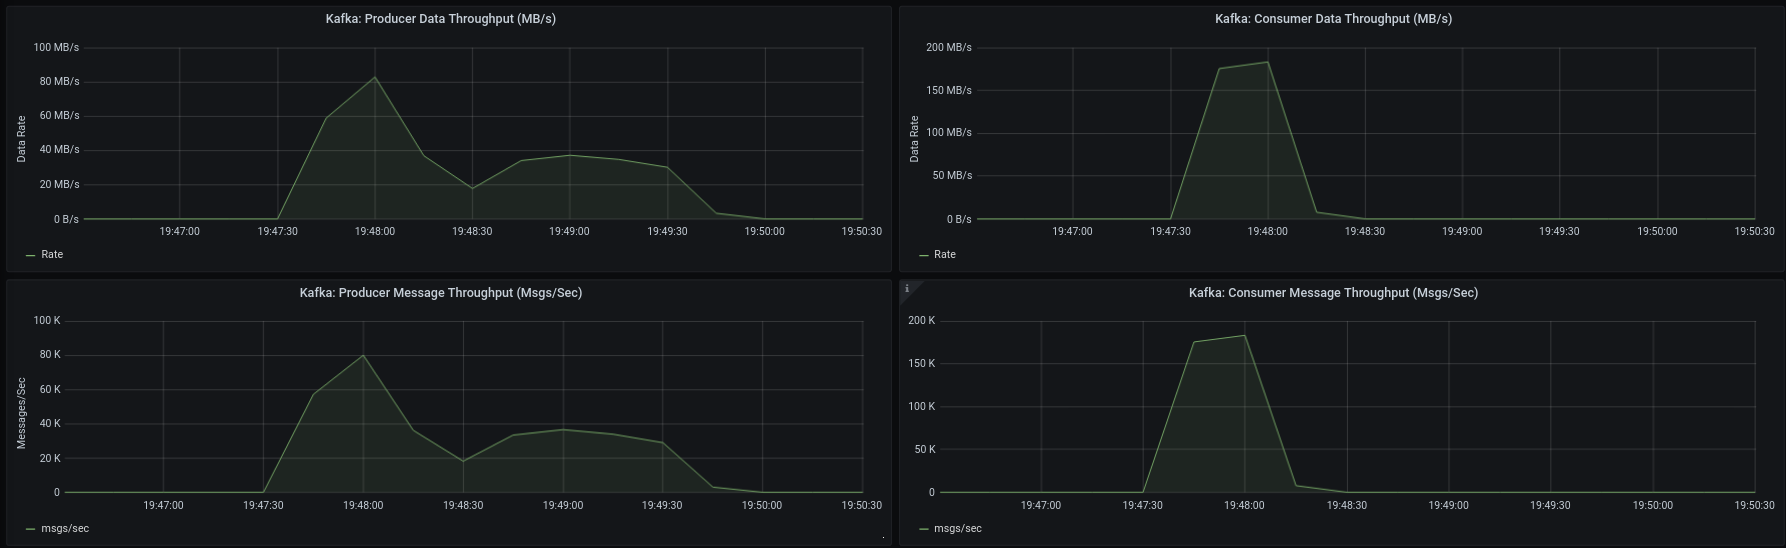 Kafka: Producer Data Throughput (MB/s)
100 MB/s
80 MB/s
60 MB/s
40 MB/s
20 MB/s
0 B/s
Data Rate
19:47:00 19:47:30 19:48:00 19:48:30 19:49:00 19:49:30 19:50:00 19:50:30
Rate
Kafka: Consumer Data Throughput (MB/s)
200 MB/s
150 MB/s
100 MB/s
50 MB/s
0 B/s
Data Rate
19:47:00 19:47:30 19:48:00 19:48:30 19:49:00 19:49:30 19:50:00 19:50:30
Rate
Kafka: Producer Message Throughput (Msgs/Sec)
100 K
80 K
60 K
40 K
20 K
0
Messages/Sec
19:47:00 19:47:30 19:48:00 19:48:30 19:49:00 19:49:30 19:50:00 19:50:30
msgs/sec
i
Kafka: Consumer Message Throughput (Msgs/Sec)
200 K
150 K
100 K
50 K
0
19:47:00 19:47:30 19:48:00 19:48:30 19:49:00 19:49:30 19:50:00 19:50:30
msgs/sec